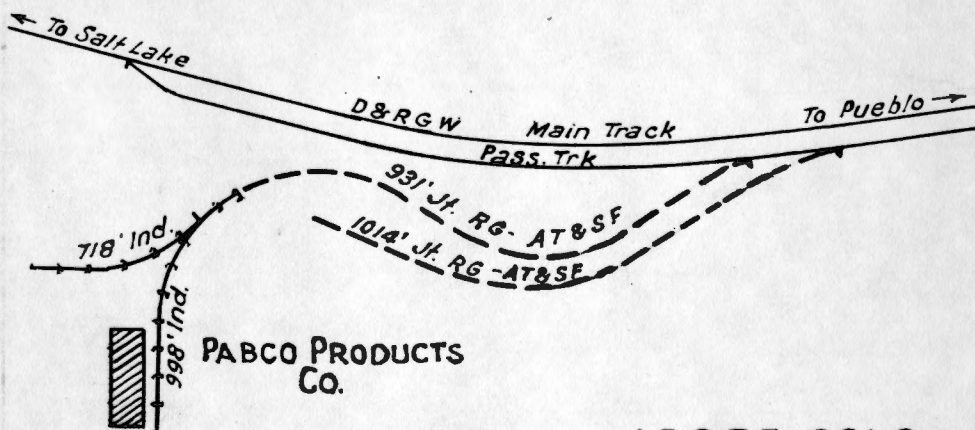 ← To Salt Lake
D & R G W
Main Track
To Pueblo →
Pass. Trk
931' Jt. RG - AT & SF
1014' Jt. RG - AT & SF
718' Ind.
998' Ind.
PABCO PRODUCTS
CO.